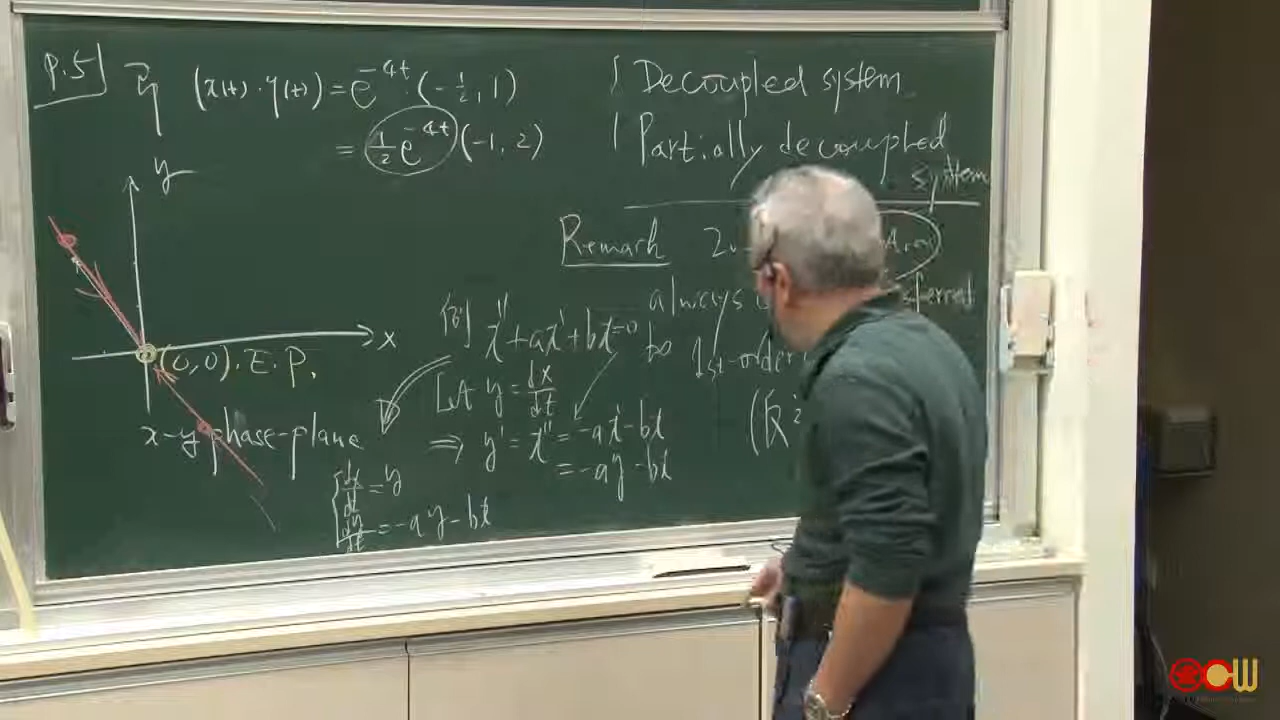 p.5
(x(t), y(t)) = e^{-4t} · (-1/2, 1)
= 1/2 e^{-4t} (-1, 2)
y
x
(0,0). E.P.
x-y phase-plane
{ Decoupled system
Partially decoupled system
Remark
always
to 1st-order
例 x'' + ax' + bx = 0
Let y = dx/dt
⇒ y' = x'' = -ax' - bx
= -ay - bx
{ dx/dt = y
dy/dt = -ay - bx
OCW